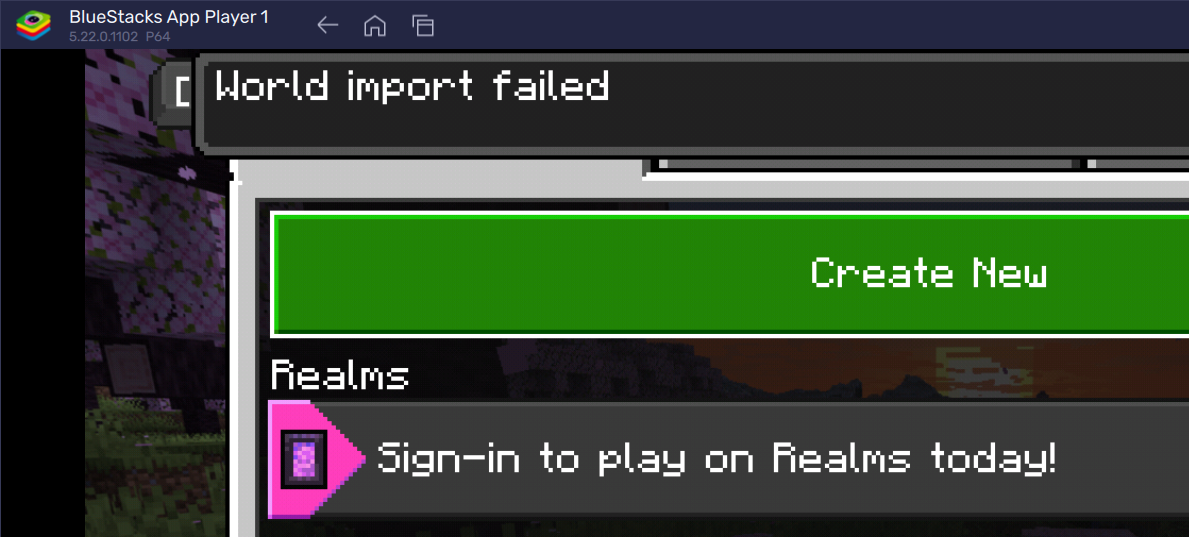 BlueStacks App Player 1
5.22.0.1102 P64
World import failed
Create New
Realms
Sign-in to play on Realms today!